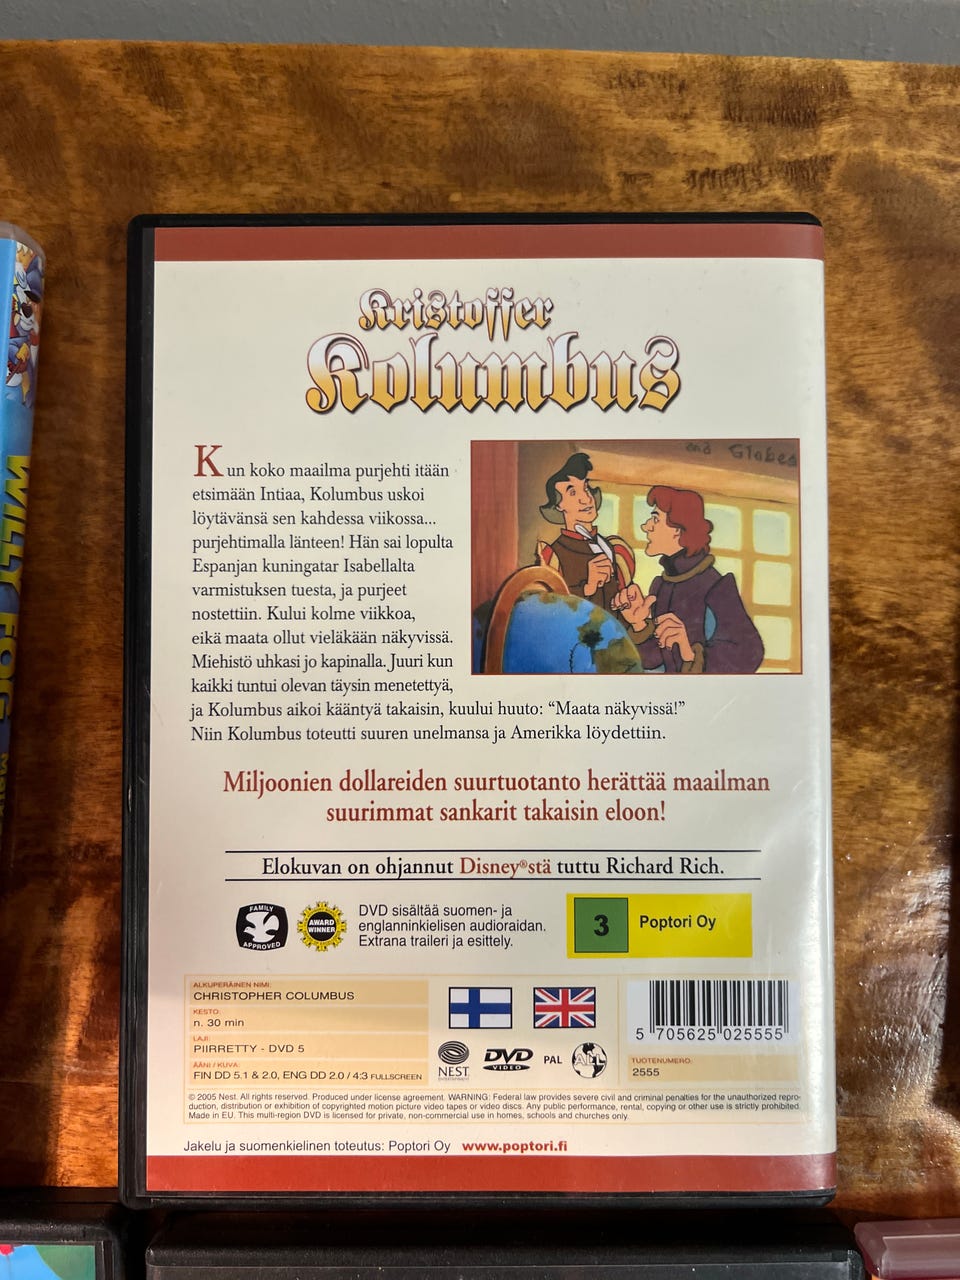 Kristoffer
Kolumbus
and Globes
Kun koko maailma purjehti itään
etsimään Intiaa, Kolumbus uskoi
löytävänsä sen kahdessa viikossa...
purjehtimalla länteen! Hän sai lopulta
Espanjan kuningatar Isabellalta
varmistuksen tuesta, ja purjeet
nostettiin. Kului kolme viikkoa,
eikä maata ollut vieläkään näkyvissä.
Miehistö uhkasi jo kapinalla. Juuri kun
kaikki tuntui olevan täysin menetettyä,
ja Kolumbus aikoi kääntyä takaisin, kuului huuto: “Maata näkyvissä!”
Niin Kolumbus toteutti suuren unelmansa ja Amerikka löydettiin.
Miljoonien dollareiden suurtuotanto herättää maailman
suurimmat sankarit takaisin eloon!
Elokuvan on ohjannut Disney®stä tuttu Richard Rich.
FAMILY
APPROVED
AWARD
WINNER
DVD sisältää suomen- ja
englanninkielisen audioraidan.
Extrana traileri ja esittely.
3
Poptori Oy
ALKUPERÄINEN NIMI:
CHRISTOPHER COLUMBUS
KESTO:
n. 30 min
LAJI:
PIIRRETTY - DVD 5
ÄÄNI / KUVA:
FIN DD 5.1 & 2.0, ENG DD 2.0 / 4:3 FULLSCREEN
NEST
ENTERTAINMENT
DVD
VIDEO
PAL
ALL
5 705625 025555
TUOTENUMERO:
2555
© 2005 Nest. All rights reserved. Produced under license agreement. WARNING: Federal law provides severe civil and criminal penalties for the unauthorized repro-
duction, distribution or exhibition of copyrighted motion picture video tapes or video discs. Any public performance, rental, copying or other use is strictly prohibited.
Made in EU. This multi-region DVD is licensed for private, non-commercial use in homes, schools and churches only.
Jakelu ja suomenkielinen toteutus: Poptori Oy www.poptori.fi
WILLY FOG